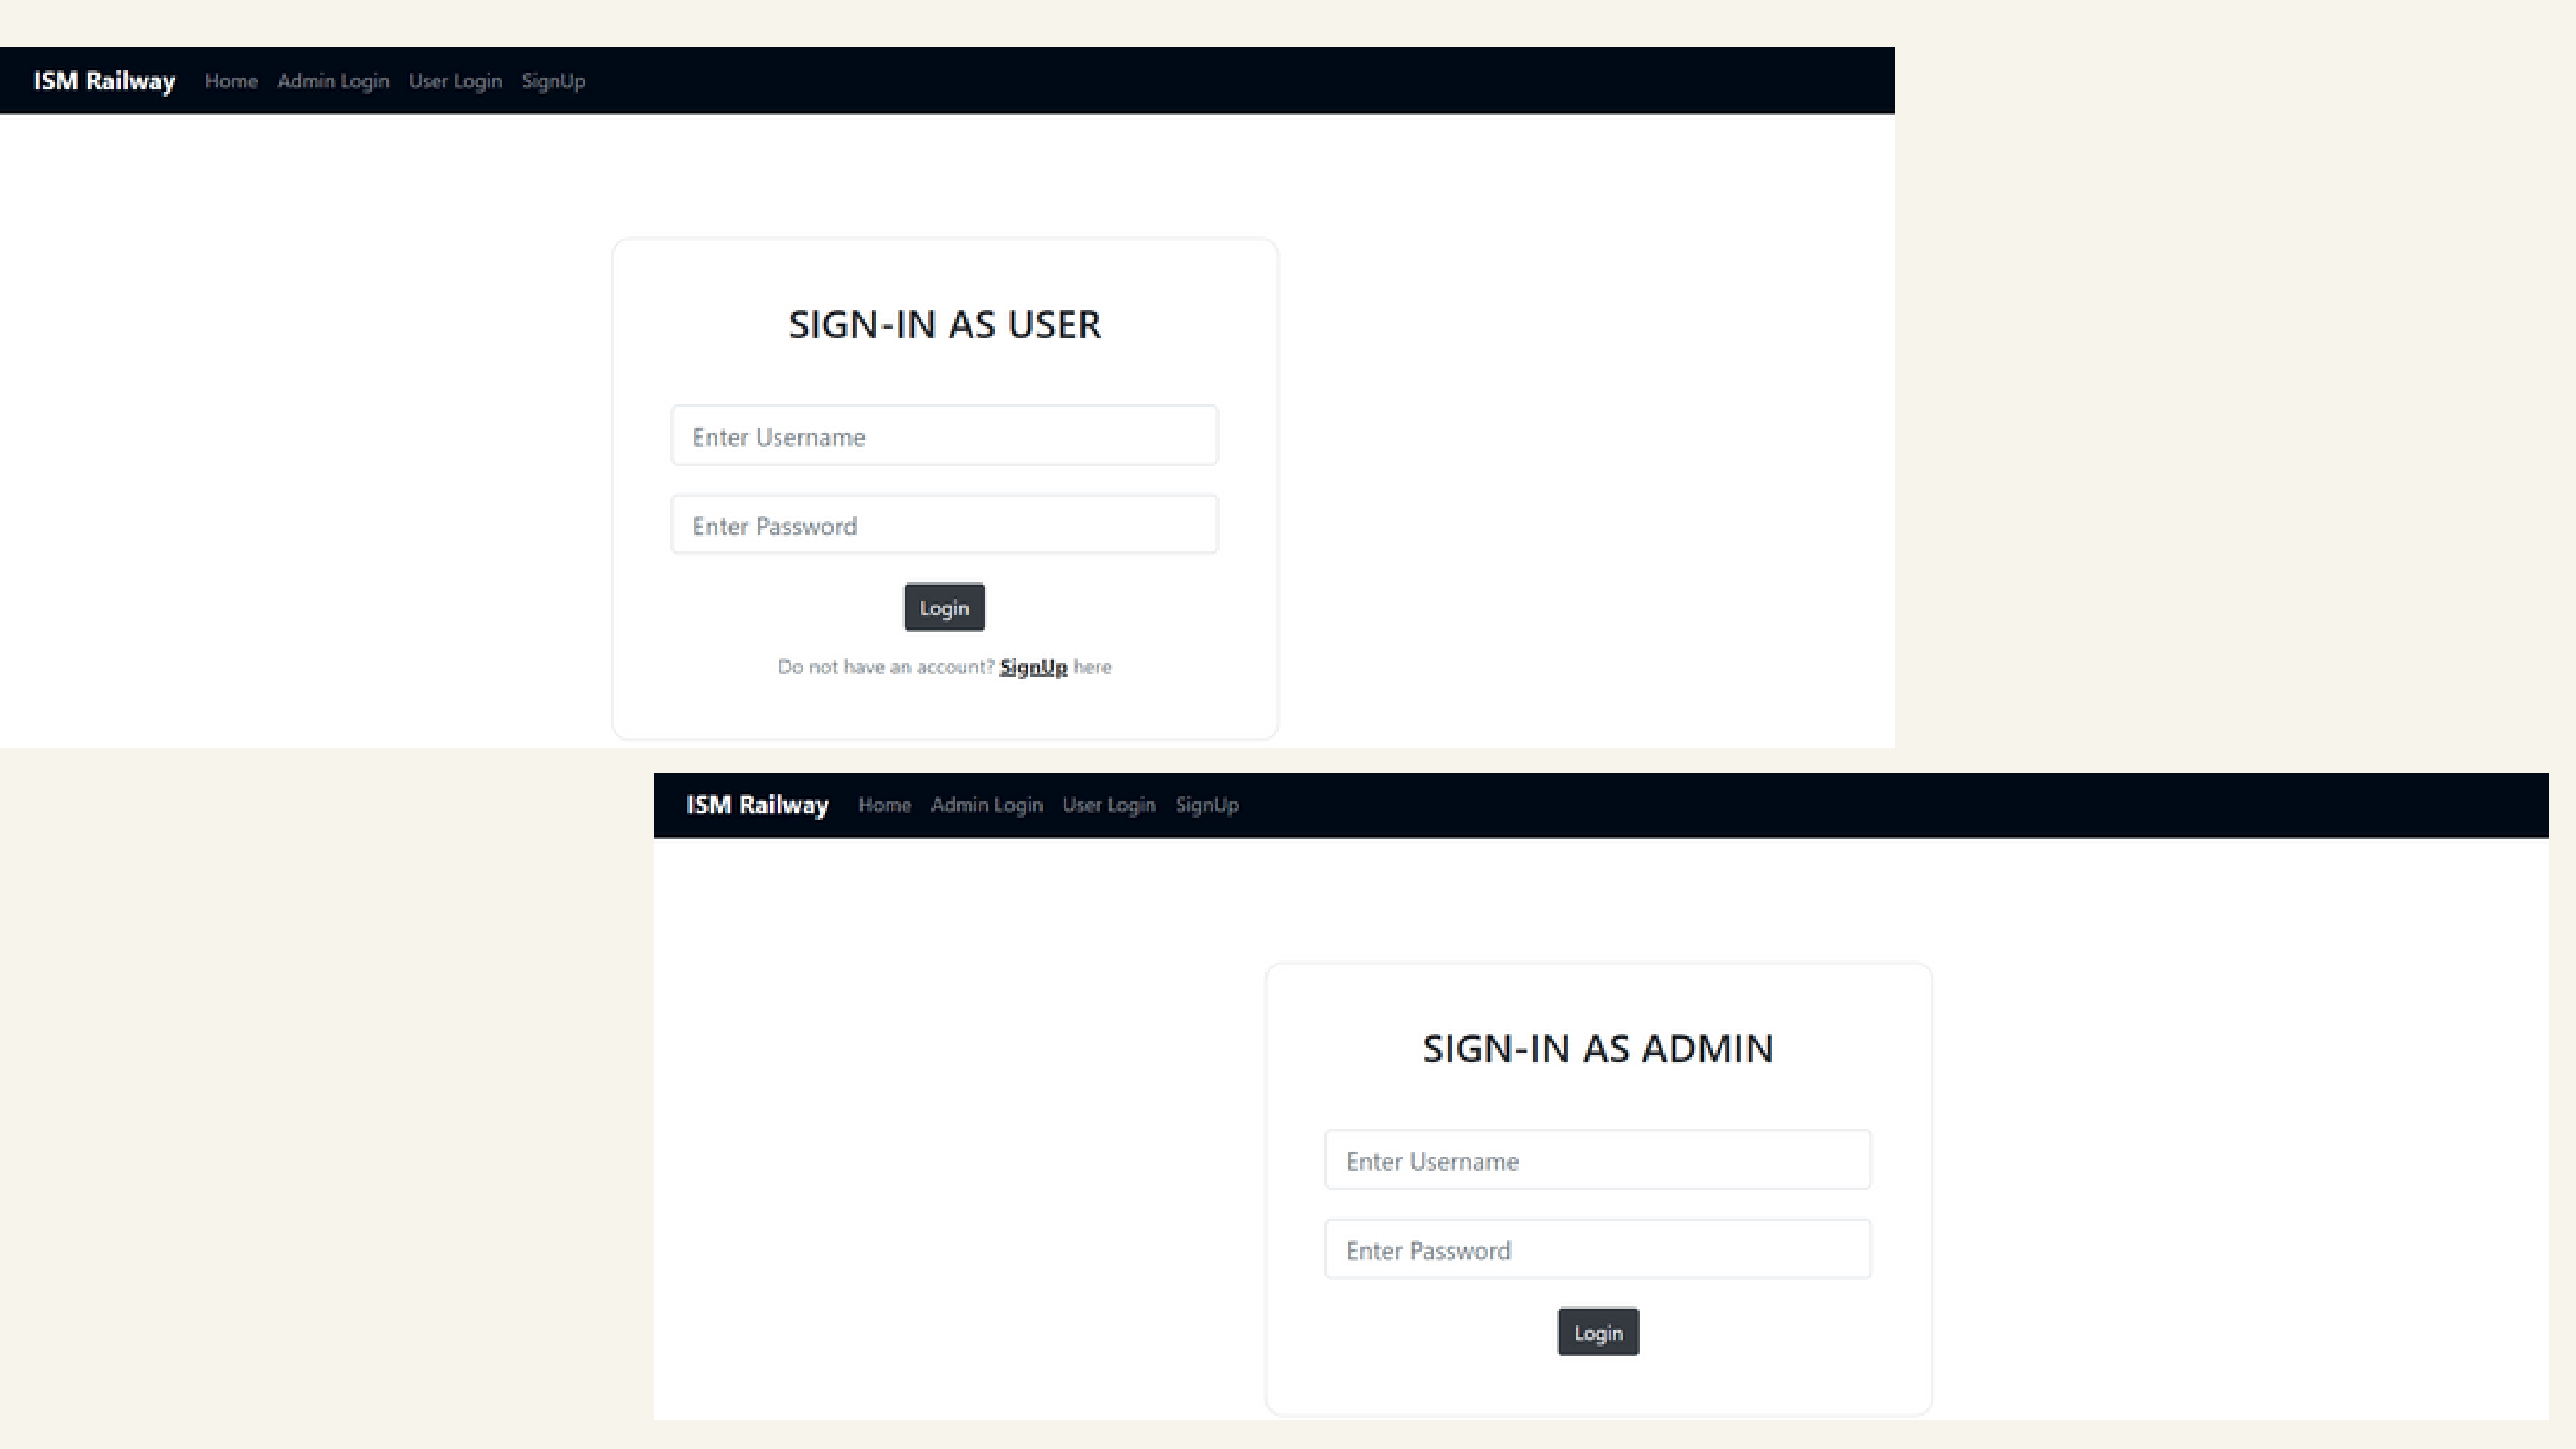 ISM Railway Home Admin Login User Login SignUp
SIGN-IN AS USER
Enter Username
Enter Password
Login
Do not have an account? SignUp here
ISM Railway Home Admin Login User Login SignUp
SIGN-IN AS ADMIN
Enter Username
Enter Password
Login